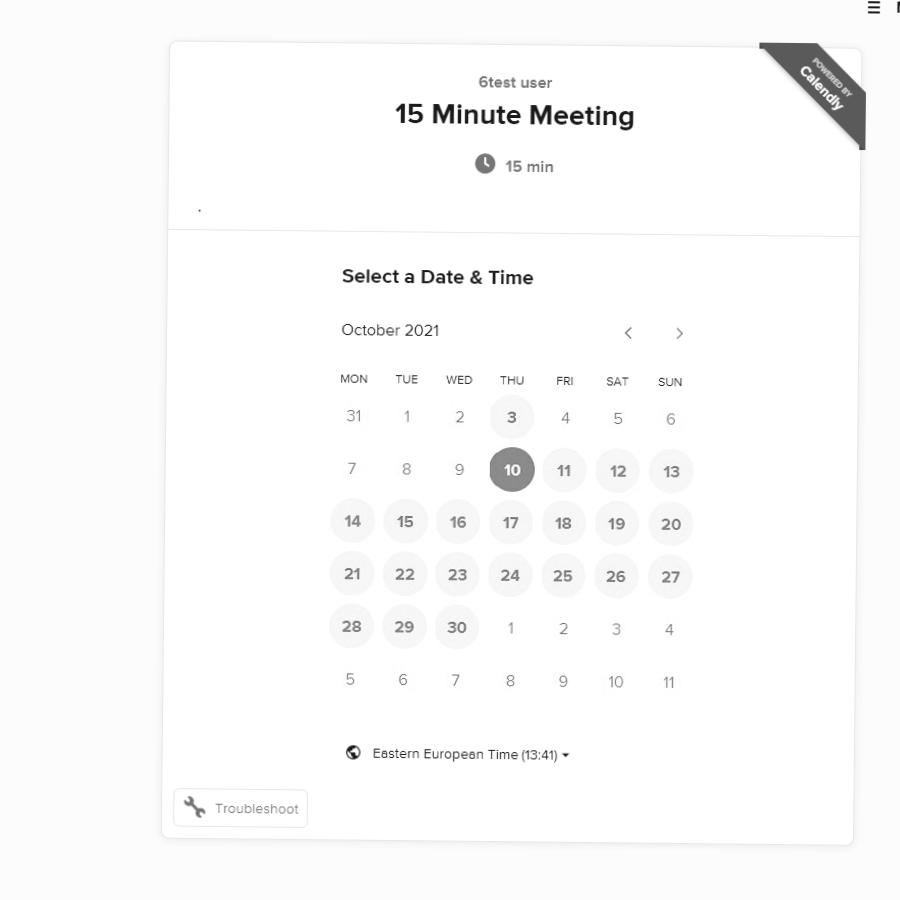 POWERED BY
Calendly
6test user
15 Minute Meeting
15 min
.
Select a Date & Time
October 2021
MON TUE WED THU FRI SAT SUN
31 1 2 3 4 5 6
7 8 9 10 11 12 13
14 15 16 17 18 19 20
21 22 23 24 25 26 27
28 29 30 1 2 3 4
5 6 7 8 9 10 11
Eastern European Time (13:41)
Troubleshoot